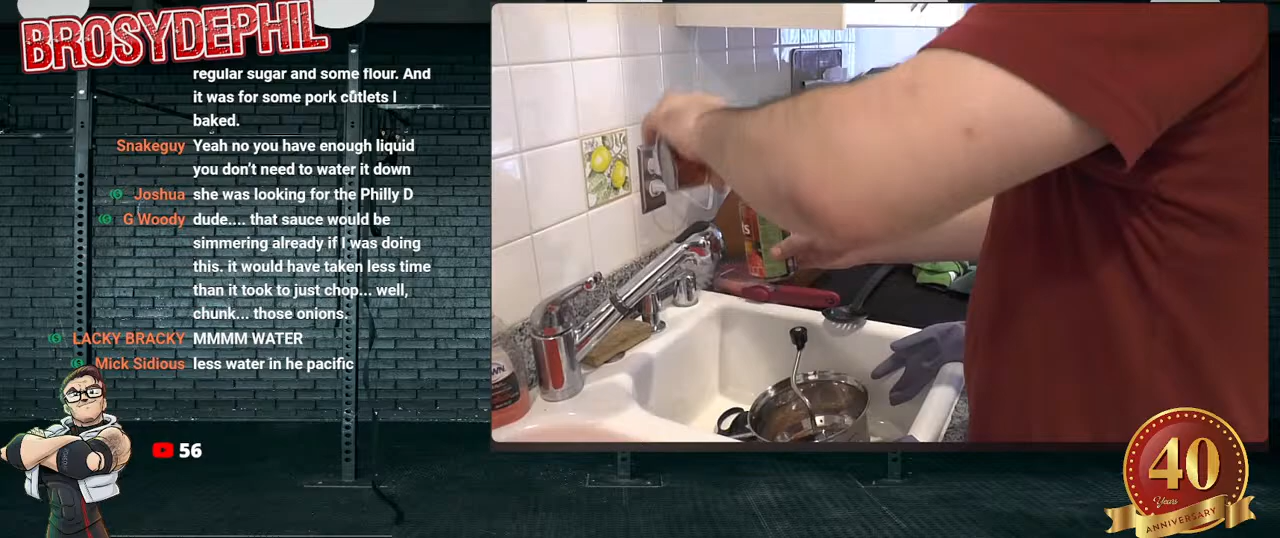 BROSYDEPHIL
regular sugar and some flour. And
it was for some pork cutlets I
baked.
Snakeguy Yeah no you have enough liquid
you don't need to water it down
Joshua she was looking for the Philly D
G Woody dude.... that sauce would be
simmering already if I was doing
this. it would have taken less time
than it took to just chop... well,
chunk... those onions.
LACKY BRACKY MMMM WATER
Mick Sidious less water in he pacific
56
40
Years
ANNIVERSARY